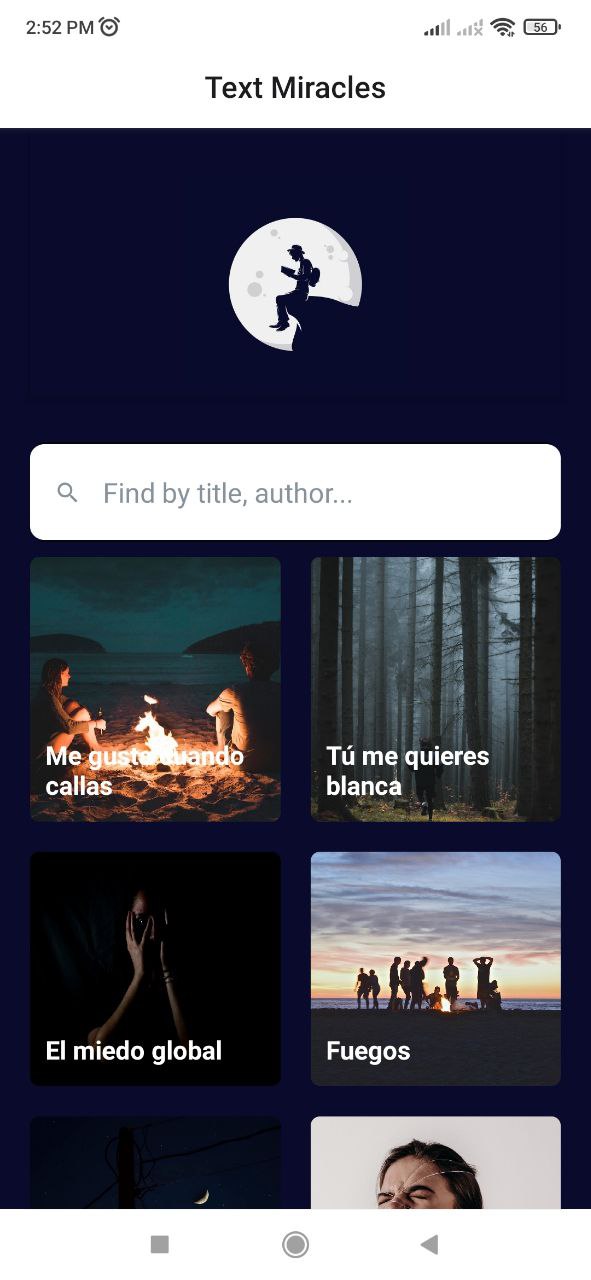 2:52 PM
56
Text Miracles
Find by title, author...
Me gusta cuando
callas
Tú me quieres
blanca
El miedo global
Fuegos